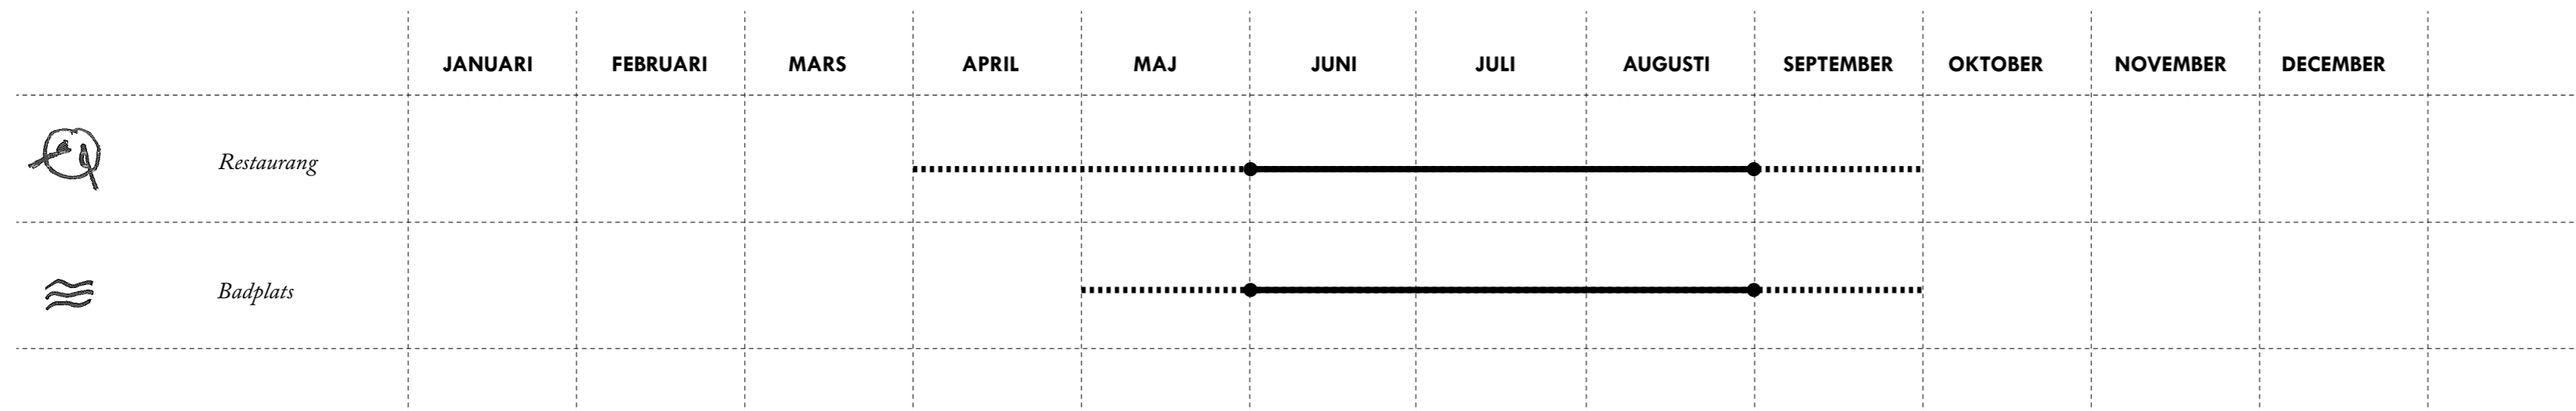 JANUARI FEBRUARI MARS APRIL MAJ JUNI JULI AUGUSTI SEPTEMBER OKTOBER NOVEMBER DECEMBER
Restaurang
Badplats